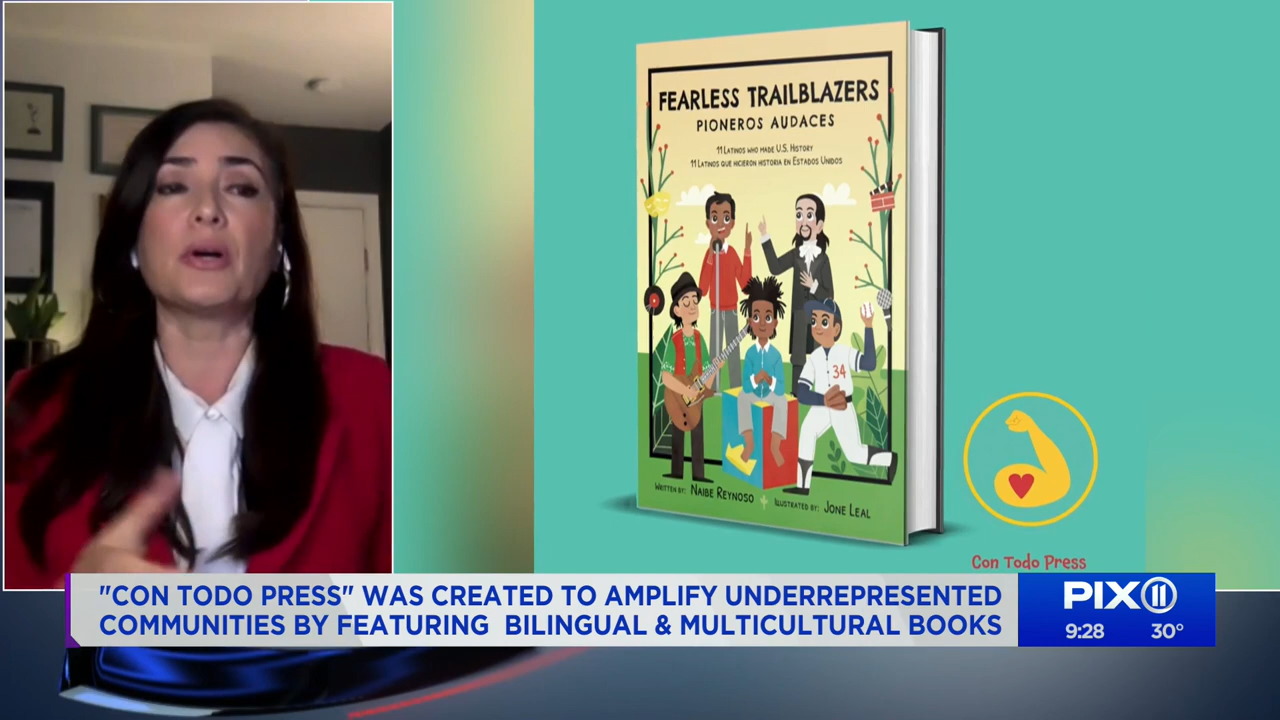 FEARLESS TRAILBLAZERS
PIONEROS AUDACES
11 LATINOS WHO MADE U.S. HISTORY
11 LATINOS QUE HICIERON HISTORIA EN ESTADOS UNIDOS
34
WRITTEN BY: NAIBE REYNOSO ILLUSTRATED BY: JONE LEAL
Con Todo Press
"CON TODO PRESS" WAS CREATED TO AMPLIFY UNDERREPRESENTED
COMMUNITIES BY FEATURING BILINGUAL & MULTICULTURAL BOOKS
PIX11
9:28 30°